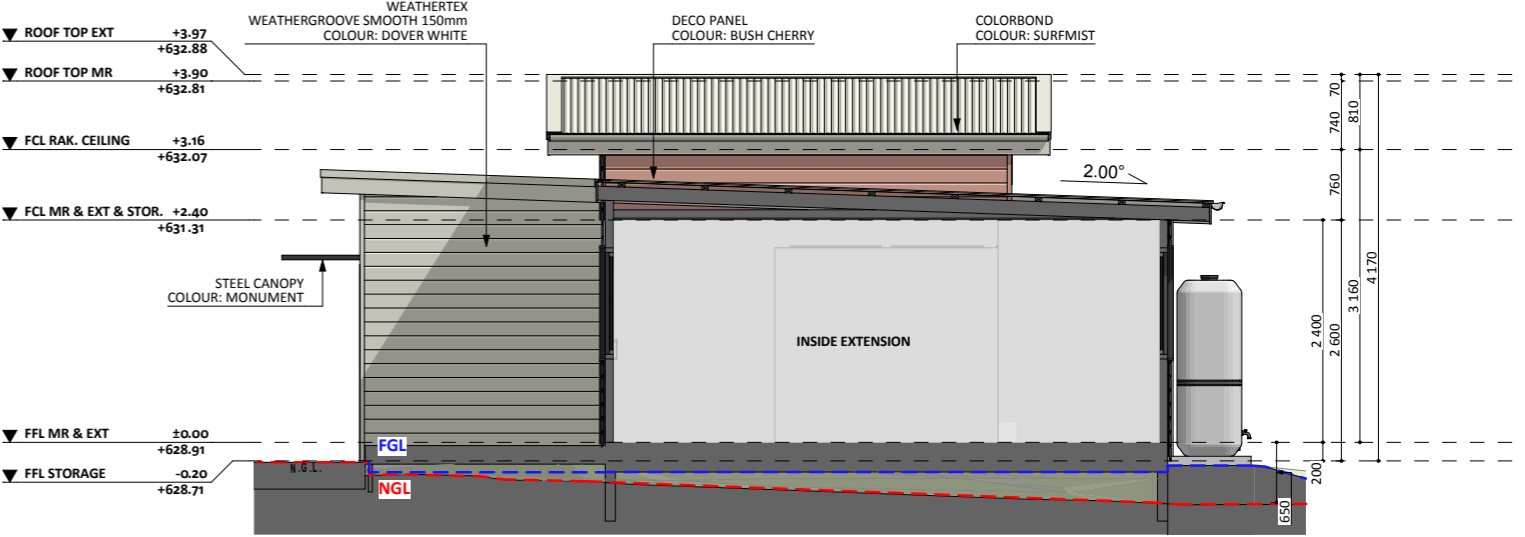 WEATHERTEX
WEATHERGROOVE SMOOTH 150mm
COLOUR: DOVER WHITE
DECO PANEL
COLOUR: BUSH CHERRY
COLORBOND
COLOUR: SURFMIST
ROOF TOP EXT +3.97
+632.88
ROOF TOP MR +3.90
+632.81
FCL RAK. CEILING +3.16
+632.07
FCL MR & EXT & STOR. +2.40
+631.31
STEEL CANOPY
COLOUR: MONUMENT
FFL MR & EXT ±0.00
+628.91
FFL STORAGE -0.20
+628.71
N.G.L.
FGL
NGL
INSIDE EXTENSION
2.00°
70
740
810
760
2 400
2 600
3 160
4 170
200
650